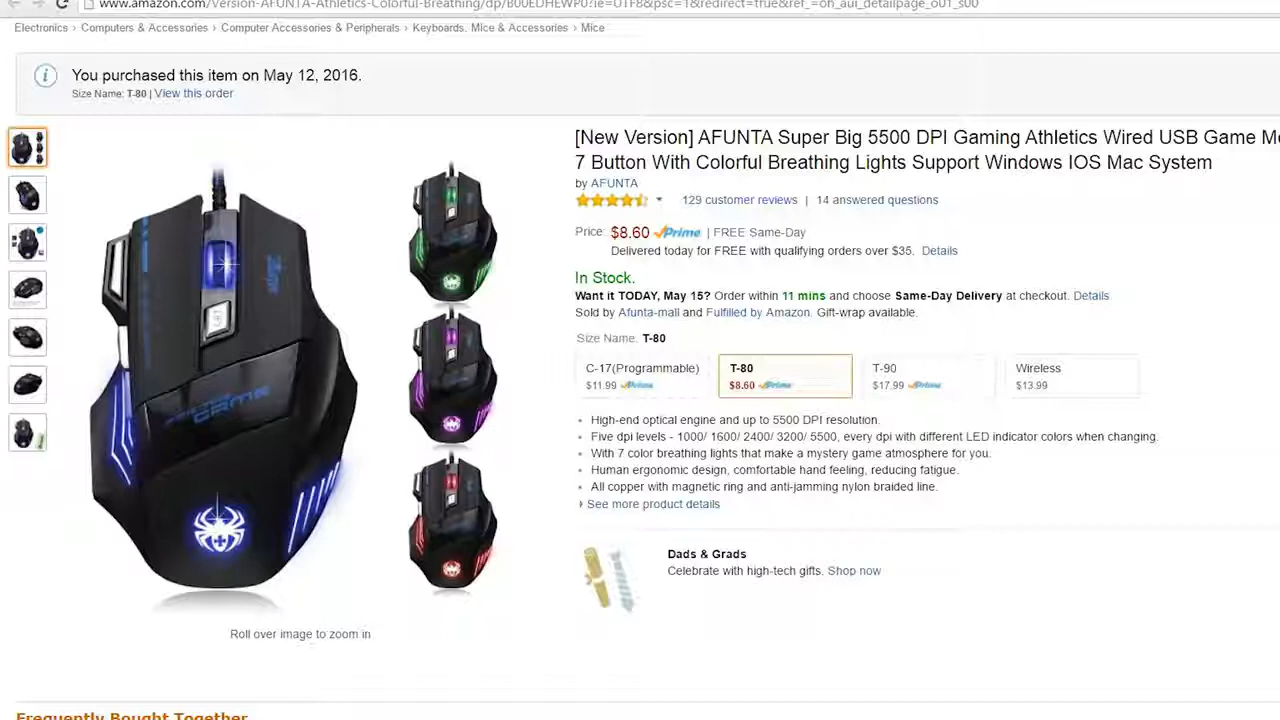 www.amazon.com/Version-AFUNTA-Athletics-Colorful-Breathing/dp/B00EDHEWP0?ie=UTF8&psc=1&redirect=true&ref_=oh_aui_detailpage_o01_s00
Electronics › Computers & Accessories › Computer Accessories & Peripherals › Keyboards, Mice & Accessories › Mice
You purchased this item on May 12, 2016.
Size Name: T-80 | View this order
[New Version] AFUNTA Super Big 5500 DPI Gaming Athletics Wired USB Game
7 Button With Colorful Breathing Lights Support Windows IOS Mac System
by AFUNTA
129 customer reviews | 14 answered questions
Price: $8.60 Prime | FREE Same-Day
Delivered today for FREE with qualifying orders over $35. Details
In Stock.
Want it TODAY, May 15? Order within 11 mins and choose Same-Day Delivery at checkout. Details
Sold by Afunta-mall and Fulfilled by Amazon. Gift-wrap available.
Size Name: T-80
C-17(Programmable) T-80 T-90 Wireless
$11.99 Prime $8.60 Prime $17.99 Prime $13.99
• High-end optical engine and up to 5500 DPI resolution.
• Five dpi levels - 1000/ 1600/ 2400/ 3200/ 5500, every dpi with different LED indicator colors when changing.
• With 7 color breathing lights that make a mystery game atmosphere for you.
• Human ergonomic design, comfortable hand feeling, reducing fatigue.
• All copper with magnetic ring and anti-jamming nylon braided line.
› See more product details
Dads & Grads
Celebrate with high-tech gifts. Shop now
Roll over image to zoom in
Frequently Bought Together